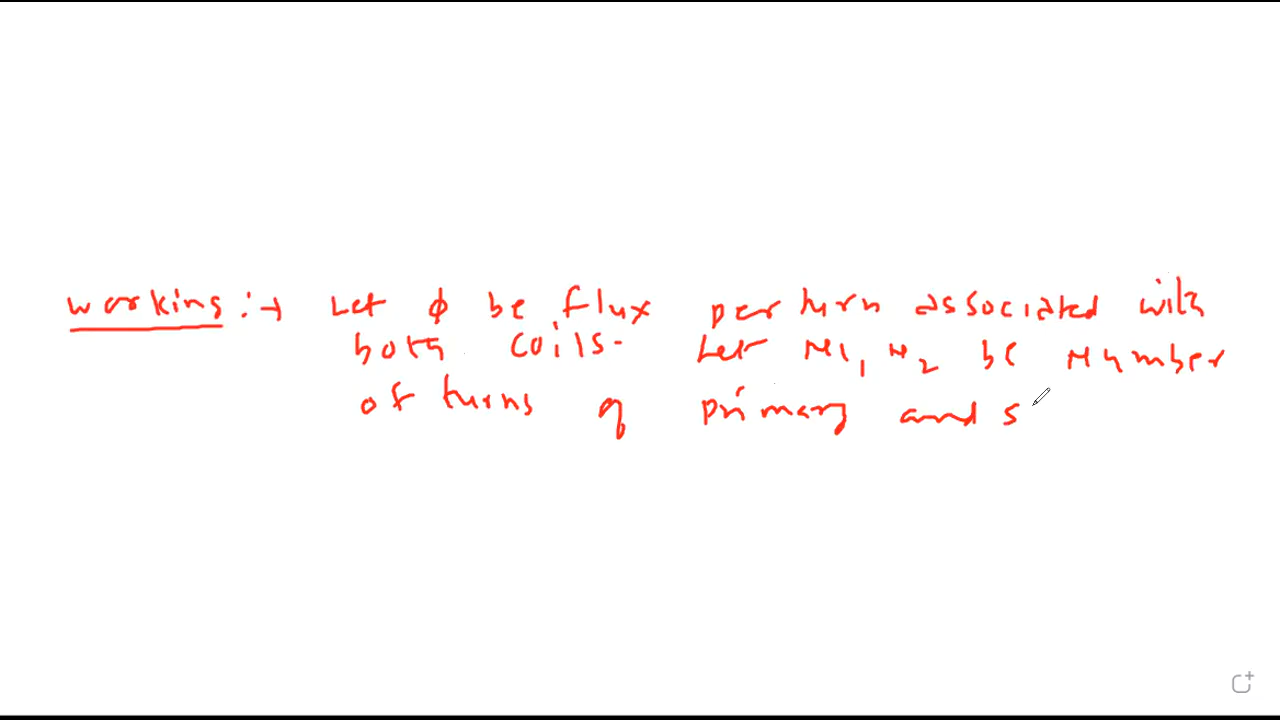 working :→ Let φ be flux per turn associated with
both coils. Let N1, N2 be Number
of turns of primary and s